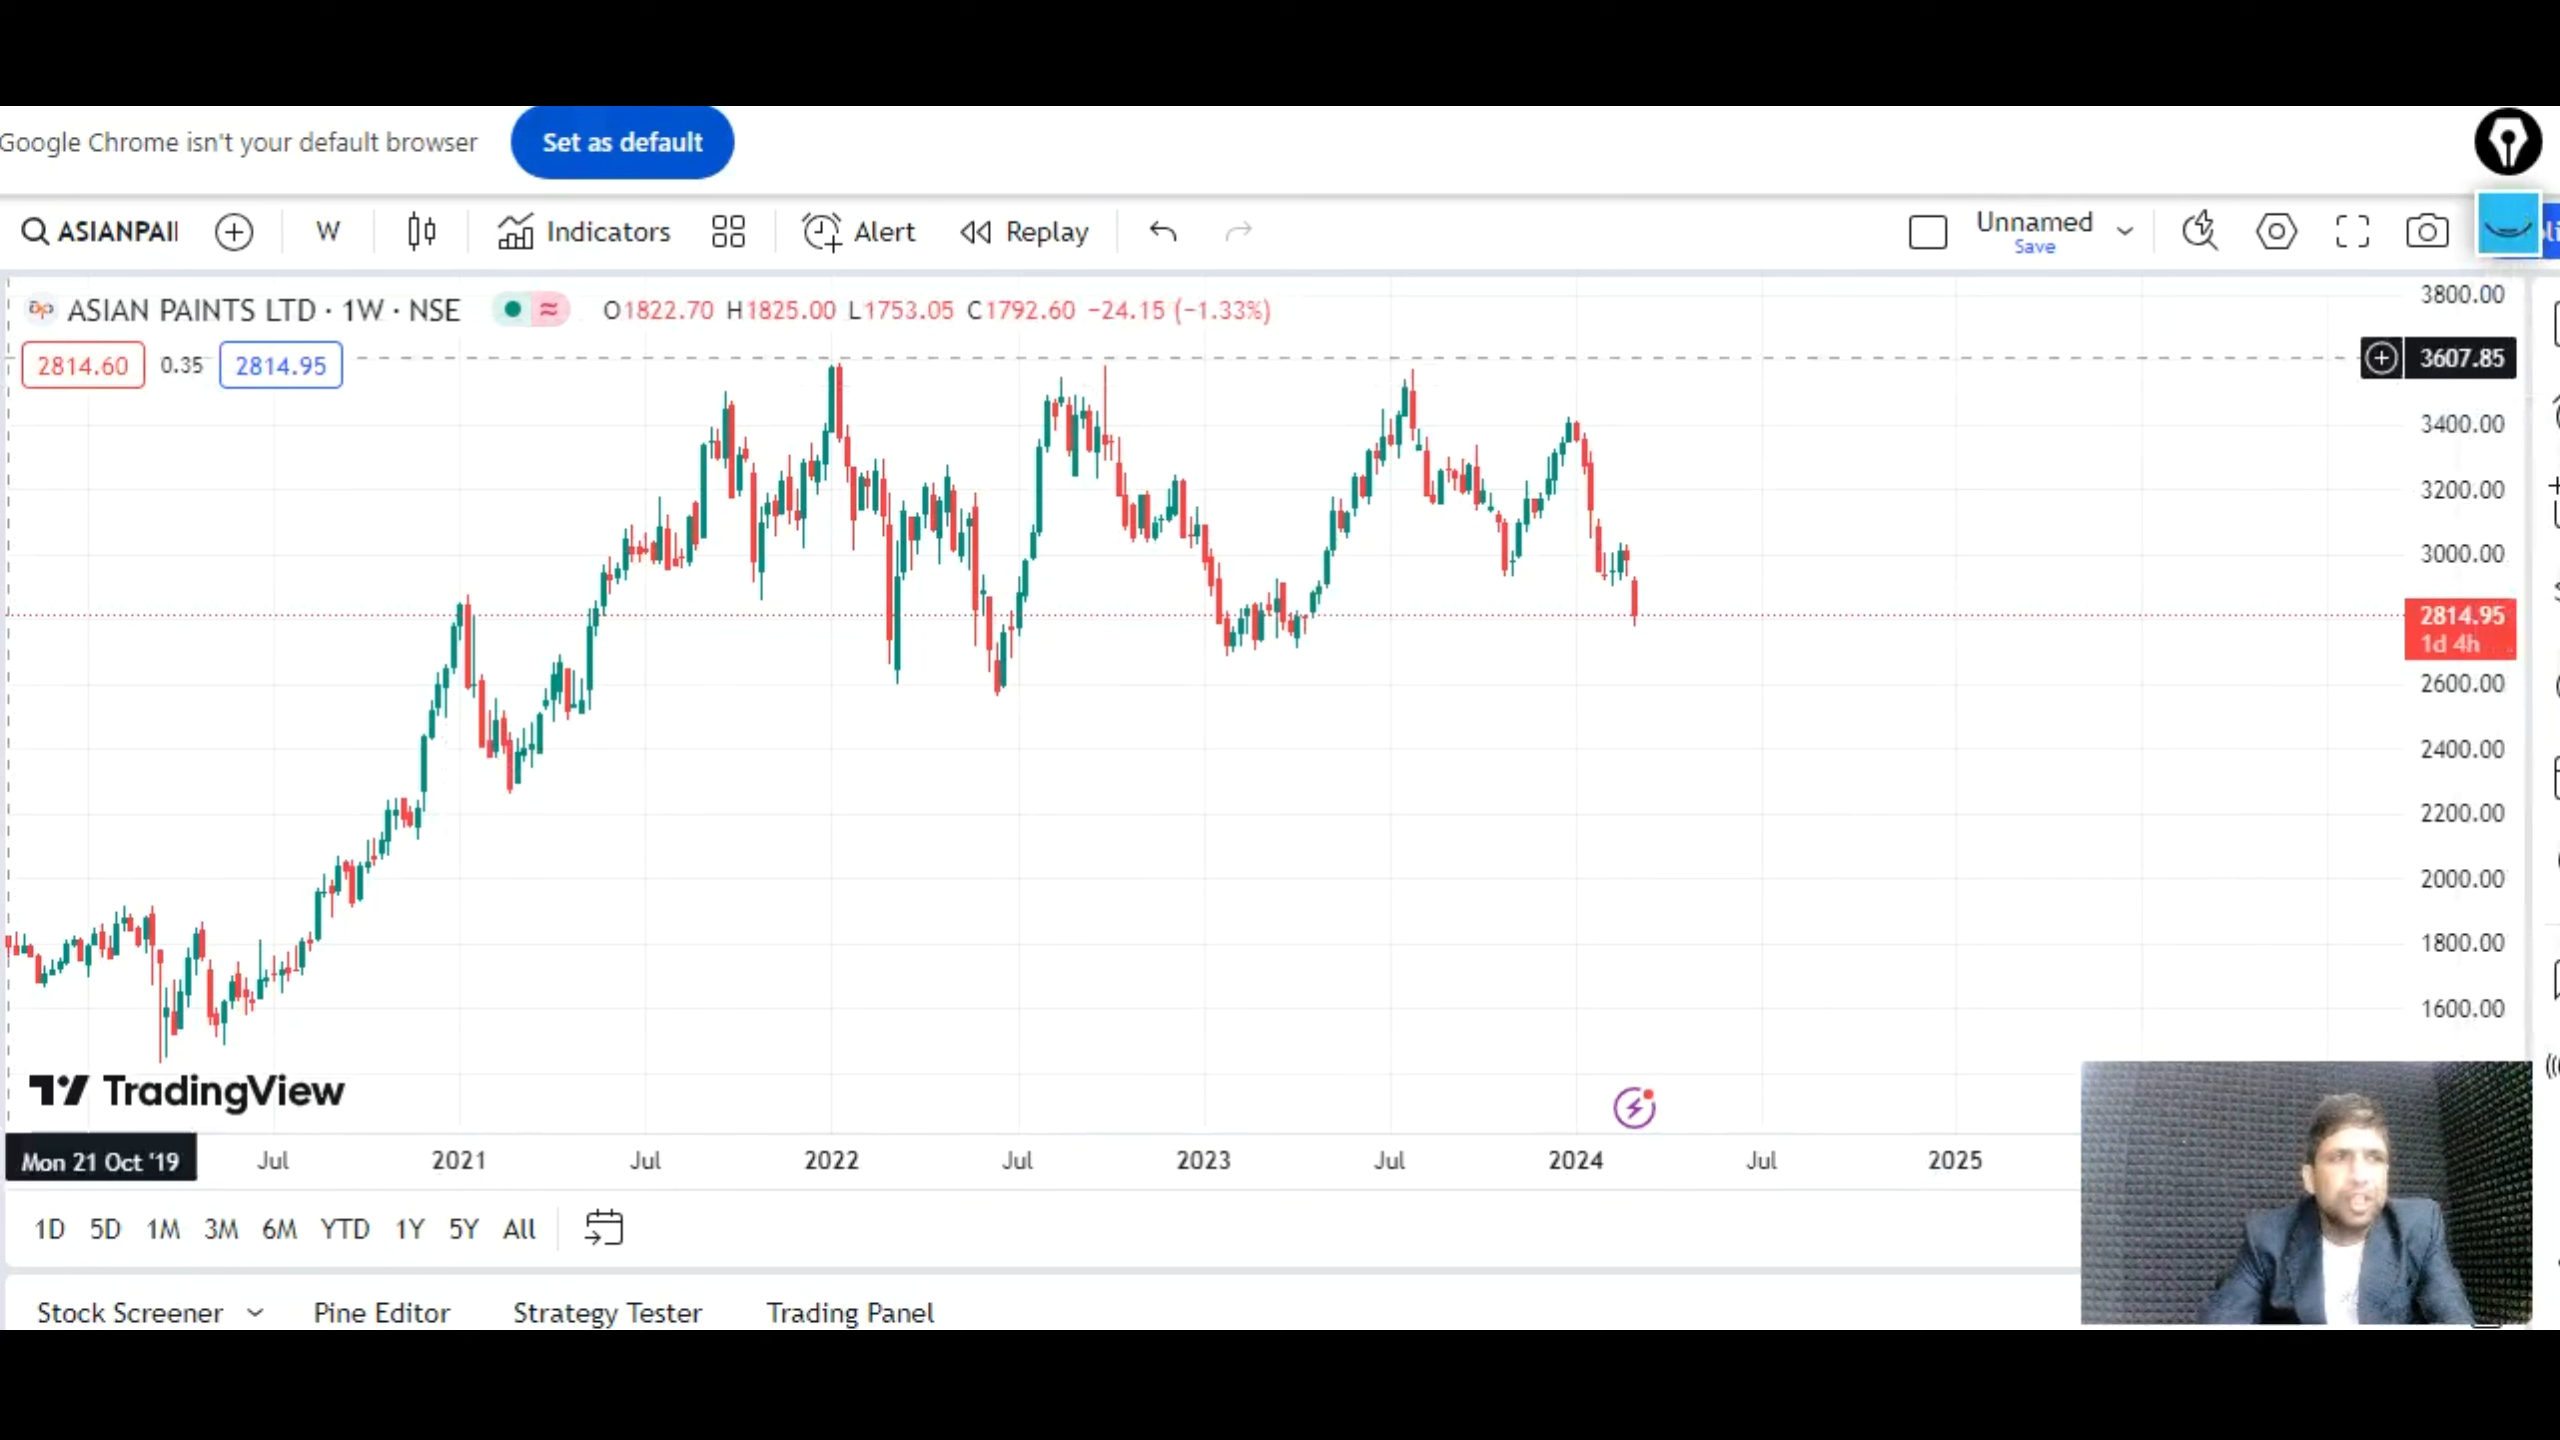 Google Chrome isn't your default browser Set as default
ASIANPAII W Indicators Alert Replay Unnamed
Save
ASIAN PAINTS LTD · 1W · NSE O1822.70 H1825.00 L1753.05 C1792.60 −24.15 (−1.33%)
2814.60 0.35 2814.95
3800.00
3607.85
3400.00
3200.00
3000.00
2814.95
1d 4h
2600.00
2400.00
2200.00
2000.00
1800.00
1600.00
TradingView
Mon 21 Oct '19 Jul 2021 Jul 2022 Jul 2023 Jul 2024 Jul 2025
1D 5D 1M 3M 6M YTD 1Y 5Y All
Stock Screener Pine Editor Strategy Tester Trading Panel